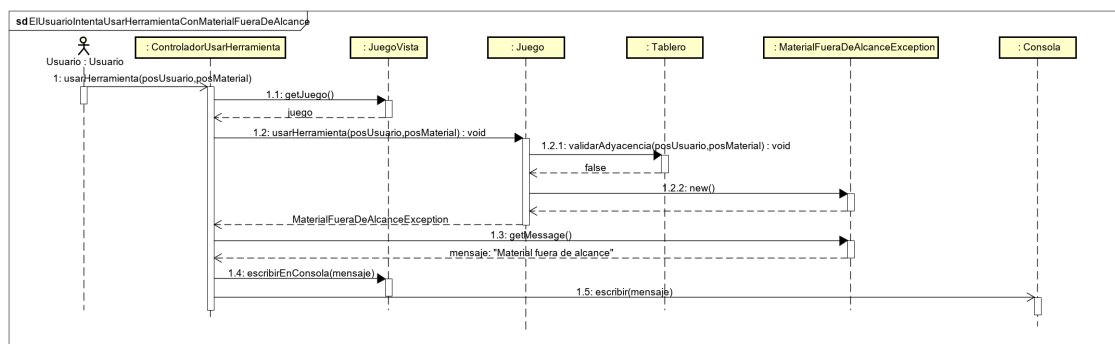 sd ElUsuarioIntentaUsarHerramientaConMaterialFueraDeAlcance
Usuario : Usuario
: ControladorUsarHerramienta
: JuegoVista
: Juego
: Tablero
: MaterialFueraDeAlcanceException
: Consola
1: usarHerramienta(posUsuario,posMaterial)
1.1: getJuego()
juego
1.2: usarHerramienta(posUsuario,posMaterial) : void
1.2.1: validarAdyacencia(posUsuario,posMaterial) : void
false
1.2.2: new()
MaterialFueraDeAlcanceException
1.3: getMessage()
mensaje: "Material fuera de alcance"
1.4: escribirEnConsola(mensaje)
1.5: escribir(mensaje)